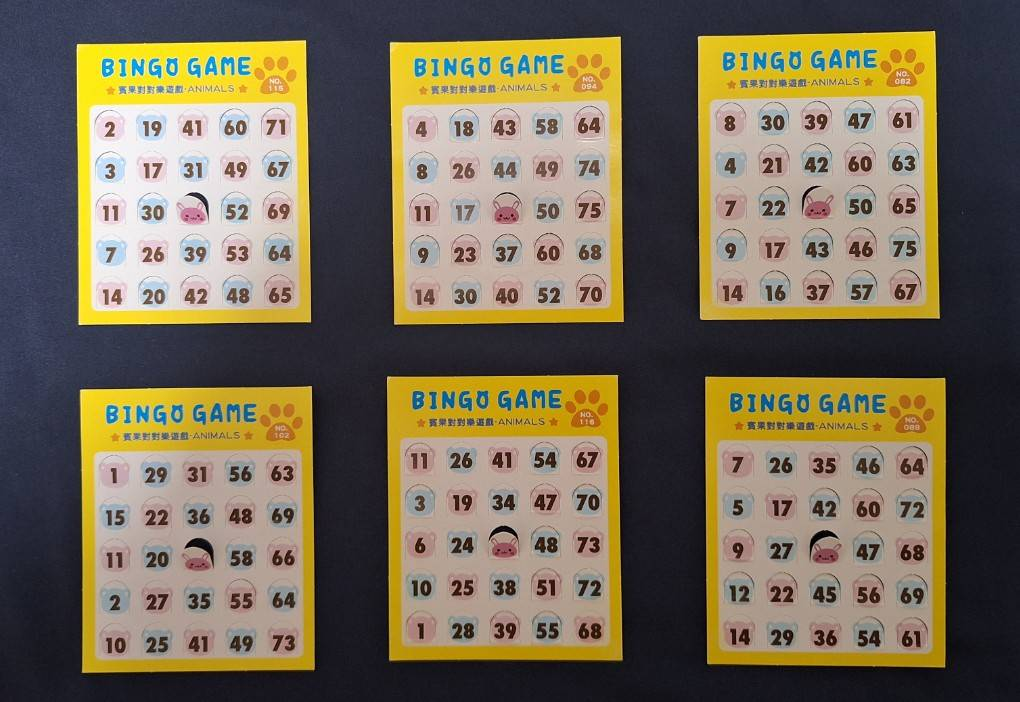 BINGO GAME
NO. 115
賓果對對樂遊戲·ANIMALS
2 19 41 60 71
3 17 31 49 67
11 30 52 69
7 26 39 53 64
14 20 42 48 65
BINGO GAME
NO. 094
賓果對對樂遊戲·ANIMALS
4 18 43 58 64
8 26 44 49 74
11 17 50 75
9 23 37 60 68
14 30 40 52 70
BINGO GAME
NO. 082
賓果對對樂遊戲·ANIMALS
8 30 39 47 61
4 21 42 60 63
7 22 50 65
9 17 43 46 75
14 16 37 57 67
BINGO GAME
NO. 102
賓果對對樂遊戲·ANIMALS
1 29 31 56 63
15 22 36 48 69
11 20 58 66
2 27 35 55 64
10 25 41 49 73
BINGO GAME
NO. 116
賓果對對樂遊戲·ANIMALS
11 26 41 54 67
3 19 34 47 70
6 24 48 73
10 25 38 51 72
1 28 39 55 68
BINGO GAME
NO. 089
賓果對對樂遊戲·ANIMALS
7 26 35 46 64
5 17 42 60 72
9 27 47 68
12 22 45 56 69
14 29 36 54 61